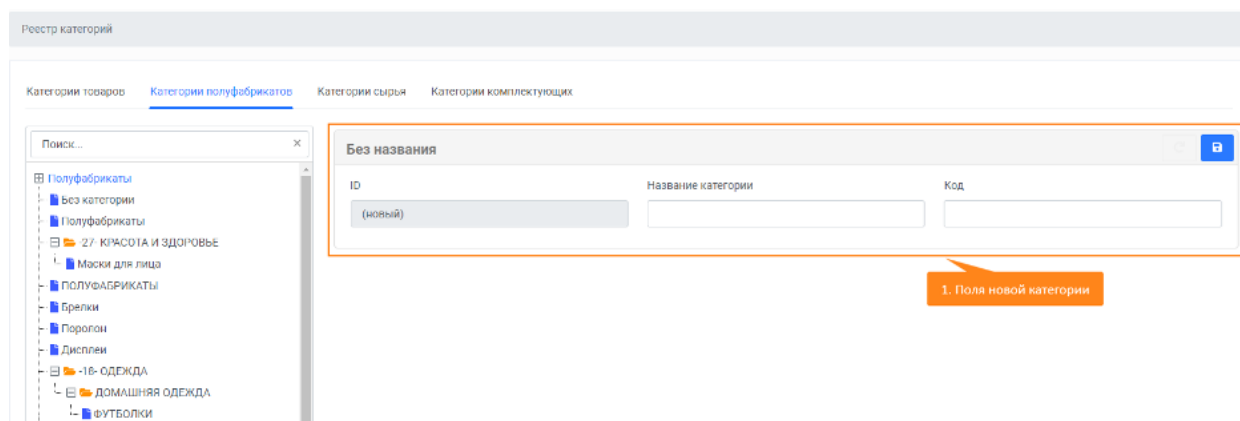 Реестр категорий
Категории товаров Категории полуфабрикатов Категории сырья Категории комплектующих
Поиск...
Без названия
ID Название категории Код
(новый)
Полуфабрикаты
Без категории
Полуфабрикаты
-27- КРАСОТА И ЗДОРОВЬЕ
Маски для лица
ПОЛУФАБРИКАТЫ
Брелки
Поролон
Дисплеи
-18- ОДЕЖДА
ДОМАШНЯЯ ОДЕЖДА
ФУТБОЛКИ
1. Поля новой категории